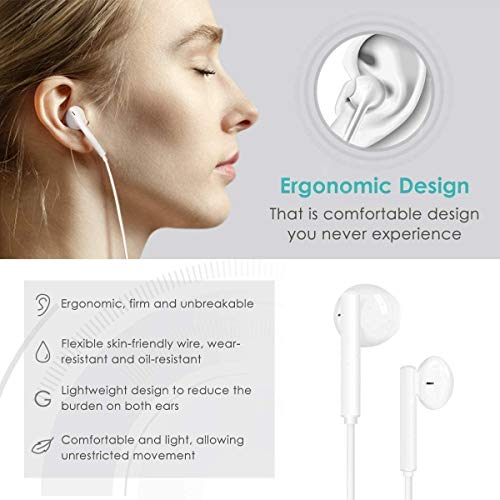 Ergonomic Design
That is comfortable design
you never experience
Ergonomic, firm and unbreakable
Flexible skin-friendly wire, wear-
resistant and oil-resistant
Lightweight design to reduce the
burden on both ears
Comfortable and light, allowing
unrestricted movement